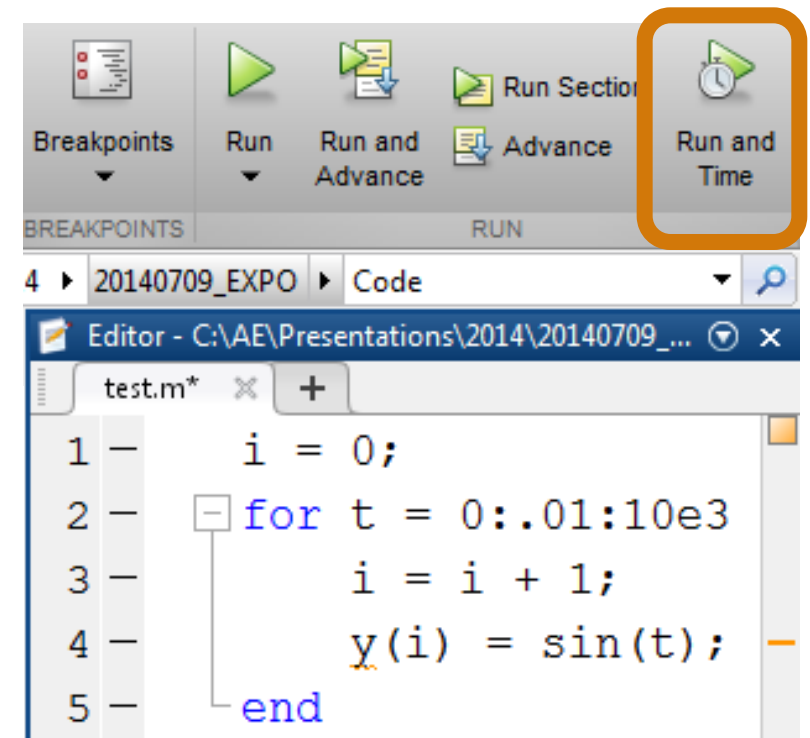 Breakpoints
Run
Run and
Advance
Run Section
Advance
Run and
Time
BREAKPOINTS
RUN
4 20140709_EXPO Code
Editor - C:\AE\Presentations\2014\20140709_...
test.m*
1 i = 0;
2 for t = 0:.01:10e3
3 i = i + 1;
4 y(i) = sin(t);
5 end